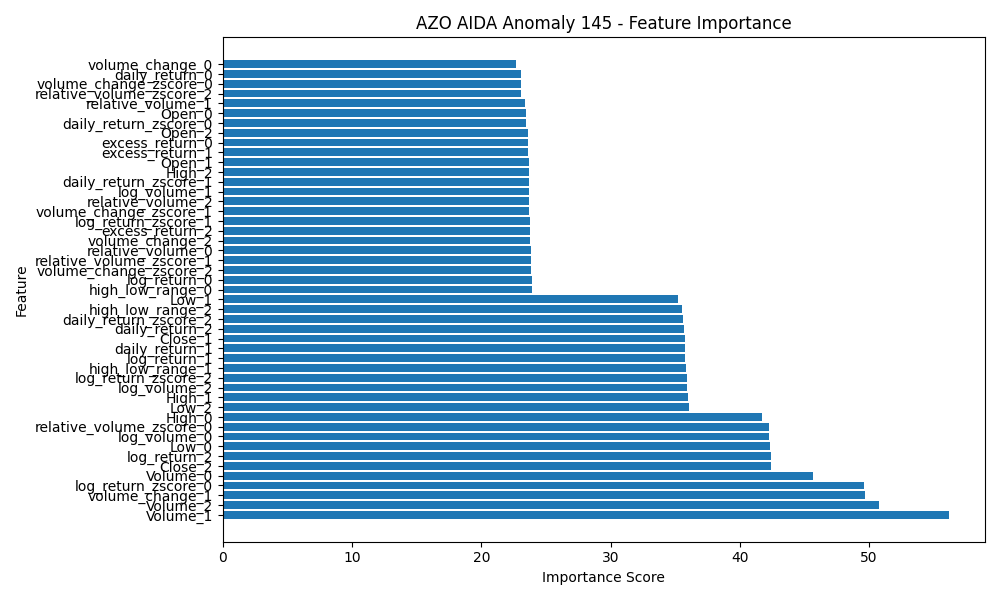 AZO AIDA Anomaly 145 - Feature Importance
volume_change_0
daily_return_0
volume_change_zscore_0
relative_volume_zscore_2
relative_volume_1
Open_0
daily_return_zscore_0
Open_2
excess_return_0
excess_return_1
Open_1
High_2
daily_return_zscore_1
log_volume_1
relative_volume_2
volume_change_zscore_1
log_return_zscore_1
excess_return_2
volume_change_2
relative_volume_0
relative_volume_zscore_1
volume_change_zscore_2
log_return_0
high_low_range_0
Low_1
high_low_range_2
daily_return_zscore_2
daily_return_2
Close_1
daily_return_1
log_return_1
high_low_range_1
log_return_zscore_2
log_volume_2
High_1
Low_2
High_0
relative_volume_zscore_0
log_volume_0
Low_0
log_return_2
Close_2
Volume_0
log_return_zscore_0
volume_change_1
Volume_2
Volume_1
Feature
0 10 20 30 40 50
Importance Score